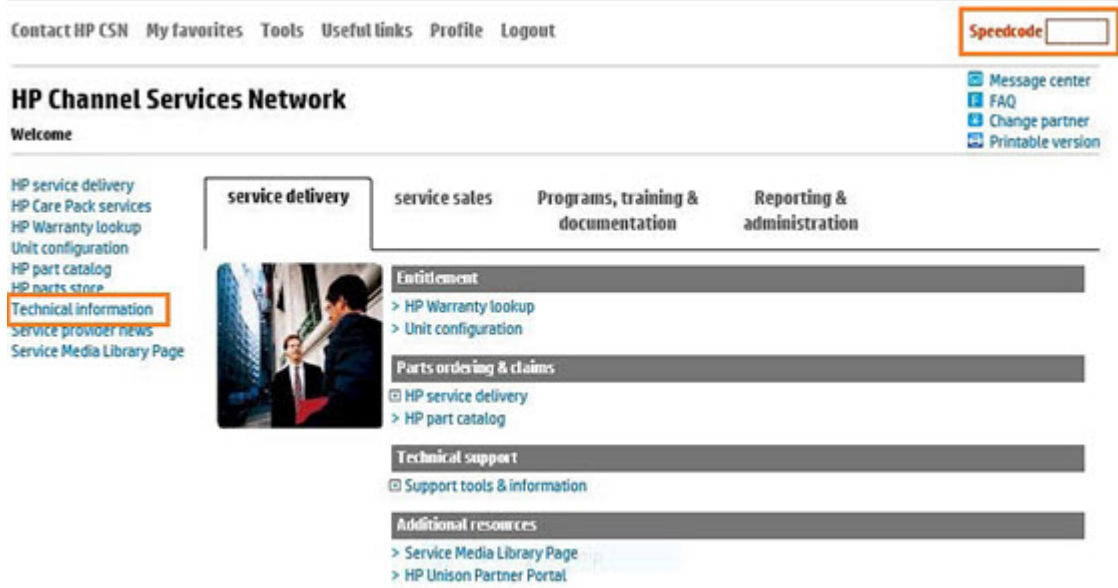 Contact HP CSN My favorites Tools Useful links Profile Logout
Speedcode
Message center
FAQ
Change partner
Printable version
HP Channel Services Network
Welcome
HP service delivery
HP Care Pack services
HP Warranty lookup
Unit configuration
HP part catalog
HP parts store
Technical information
Service provider news
Service Media Library Page
service delivery
service sales
Programs, training &
documentation
Reporting &
administration
Entitlement
> HP Warranty lookup
> Unit configuration
Parts ordering & claims
HP service delivery
> HP part catalog
Technical support
Support tools & information
Additional resources
> Service Media Library Page
> HP Unison Partner Portal